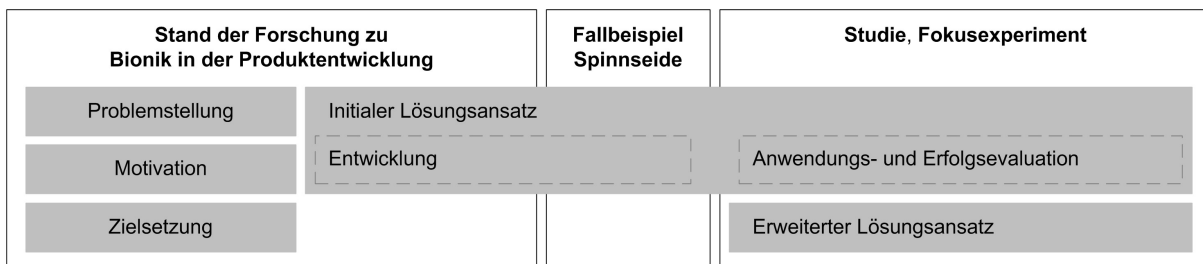 Stand der Forschung zu
Bionik in der Produktentwicklung
Fallbeispiel
Spinnseide
Studie, Fokusexperiment
Problemstellung
Initialer Lösungsansatz
Motivation
Entwicklung
Anwendungs- und Erfolgsevaluation
Zielsetzung
Erweiterter Lösungsansatz